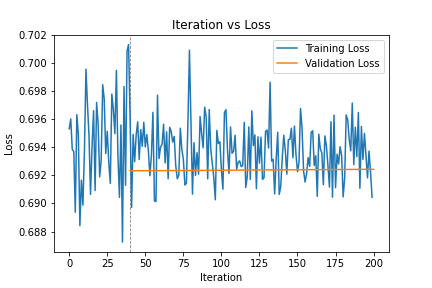 Iteration vs Loss
Training Loss
Validation Loss
0.702
0.700
0.698
0.696
0.694
0.692
0.690
0.688
Loss
0 25 50 75 100 125 150 175 200
Iteration